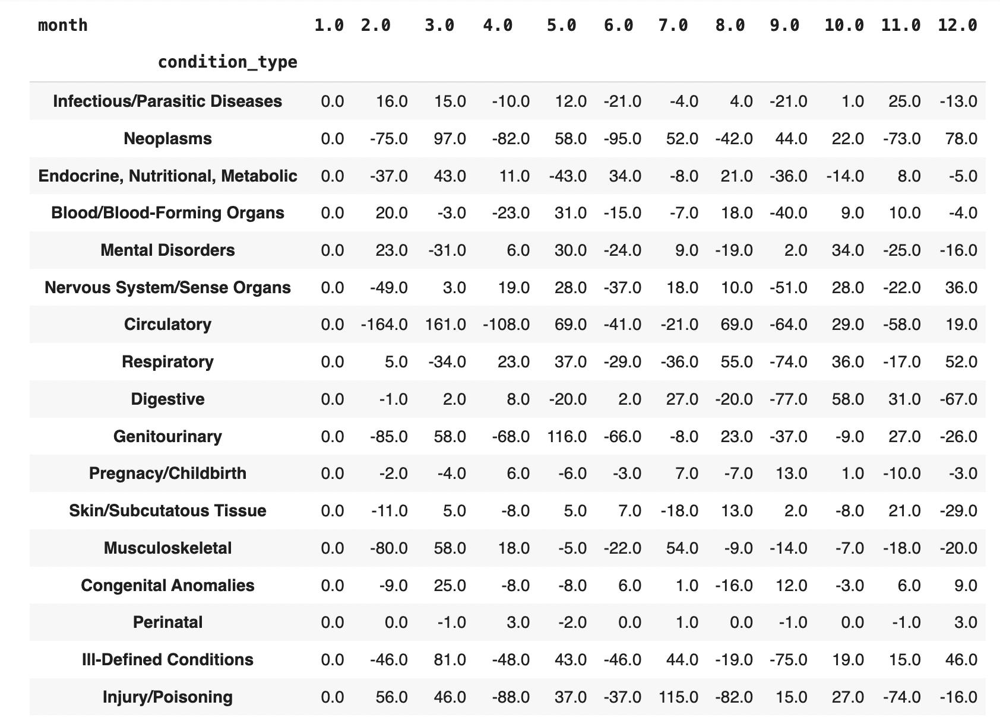 month 1.0 2.0 3.0 4.0 5.0 6.0 7.0 8.0 9.0 10.0 11.0 12.0
condition_type
Infectious/Parasitic Diseases 0.0 16.0 15.0 -10.0 12.0 -21.0 -4.0 4.0 -21.0 1.0 25.0 -13.0
Neoplasms 0.0 -75.0 97.0 -82.0 58.0 -95.0 52.0 -42.0 44.0 22.0 -73.0 78.0
Endocrine, Nutritional, Metabolic 0.0 -37.0 43.0 11.0 -43.0 34.0 -8.0 21.0 -36.0 -14.0 8.0 -5.0
Blood/Blood-Forming Organs 0.0 20.0 -3.0 -23.0 31.0 -15.0 -7.0 18.0 -40.0 9.0 10.0 -4.0
Mental Disorders 0.0 23.0 -31.0 6.0 30.0 -24.0 9.0 -19.0 2.0 34.0 -25.0 -16.0
Nervous System/Sense Organs 0.0 -49.0 3.0 19.0 28.0 -37.0 18.0 10.0 -51.0 28.0 -22.0 36.0
Circulatory 0.0 -164.0 161.0 -108.0 69.0 -41.0 -21.0 69.0 -64.0 29.0 -58.0 19.0
Respiratory 0.0 5.0 -34.0 23.0 37.0 -29.0 -36.0 55.0 -74.0 36.0 -17.0 52.0
Digestive 0.0 -1.0 2.0 8.0 -20.0 2.0 27.0 -20.0 -77.0 58.0 31.0 -67.0
Genitourinary 0.0 -85.0 58.0 -68.0 116.0 -66.0 -8.0 23.0 -37.0 -9.0 27.0 -26.0
Pregnacy/Childbirth 0.0 -2.0 -4.0 6.0 -6.0 -3.0 7.0 -7.0 13.0 1.0 -10.0 -3.0
Skin/Subcutatous Tissue 0.0 -11.0 5.0 -8.0 5.0 7.0 -18.0 13.0 2.0 -8.0 21.0 -29.0
Musculoskeletal 0.0 -80.0 58.0 18.0 -5.0 -22.0 54.0 -9.0 -14.0 -7.0 -18.0 -20.0
Congenital Anomalies 0.0 -9.0 25.0 -8.0 -8.0 6.0 1.0 -16.0 12.0 -3.0 6.0 9.0
Perinatal 0.0 0.0 -1.0 3.0 -2.0 0.0 1.0 0.0 -1.0 0.0 -1.0 3.0
Ill-Defined Conditions 0.0 -46.0 81.0 -48.0 43.0 -46.0 44.0 -19.0 -75.0 19.0 15.0 46.0
Injury/Poisoning 0.0 56.0 46.0 -88.0 37.0 -37.0 115.0 -82.0 15.0 27.0 -74.0 -16.0